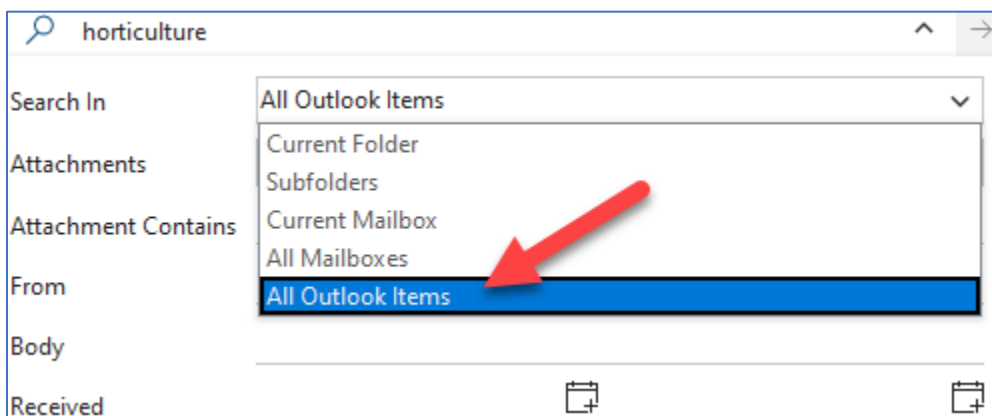 horticulture
Search In
All Outlook Items
Current Folder
Attachments
Subfolders
Current Mailbox
Attachment Contains
All Mailboxes
From
All Outlook Items
Body
Received